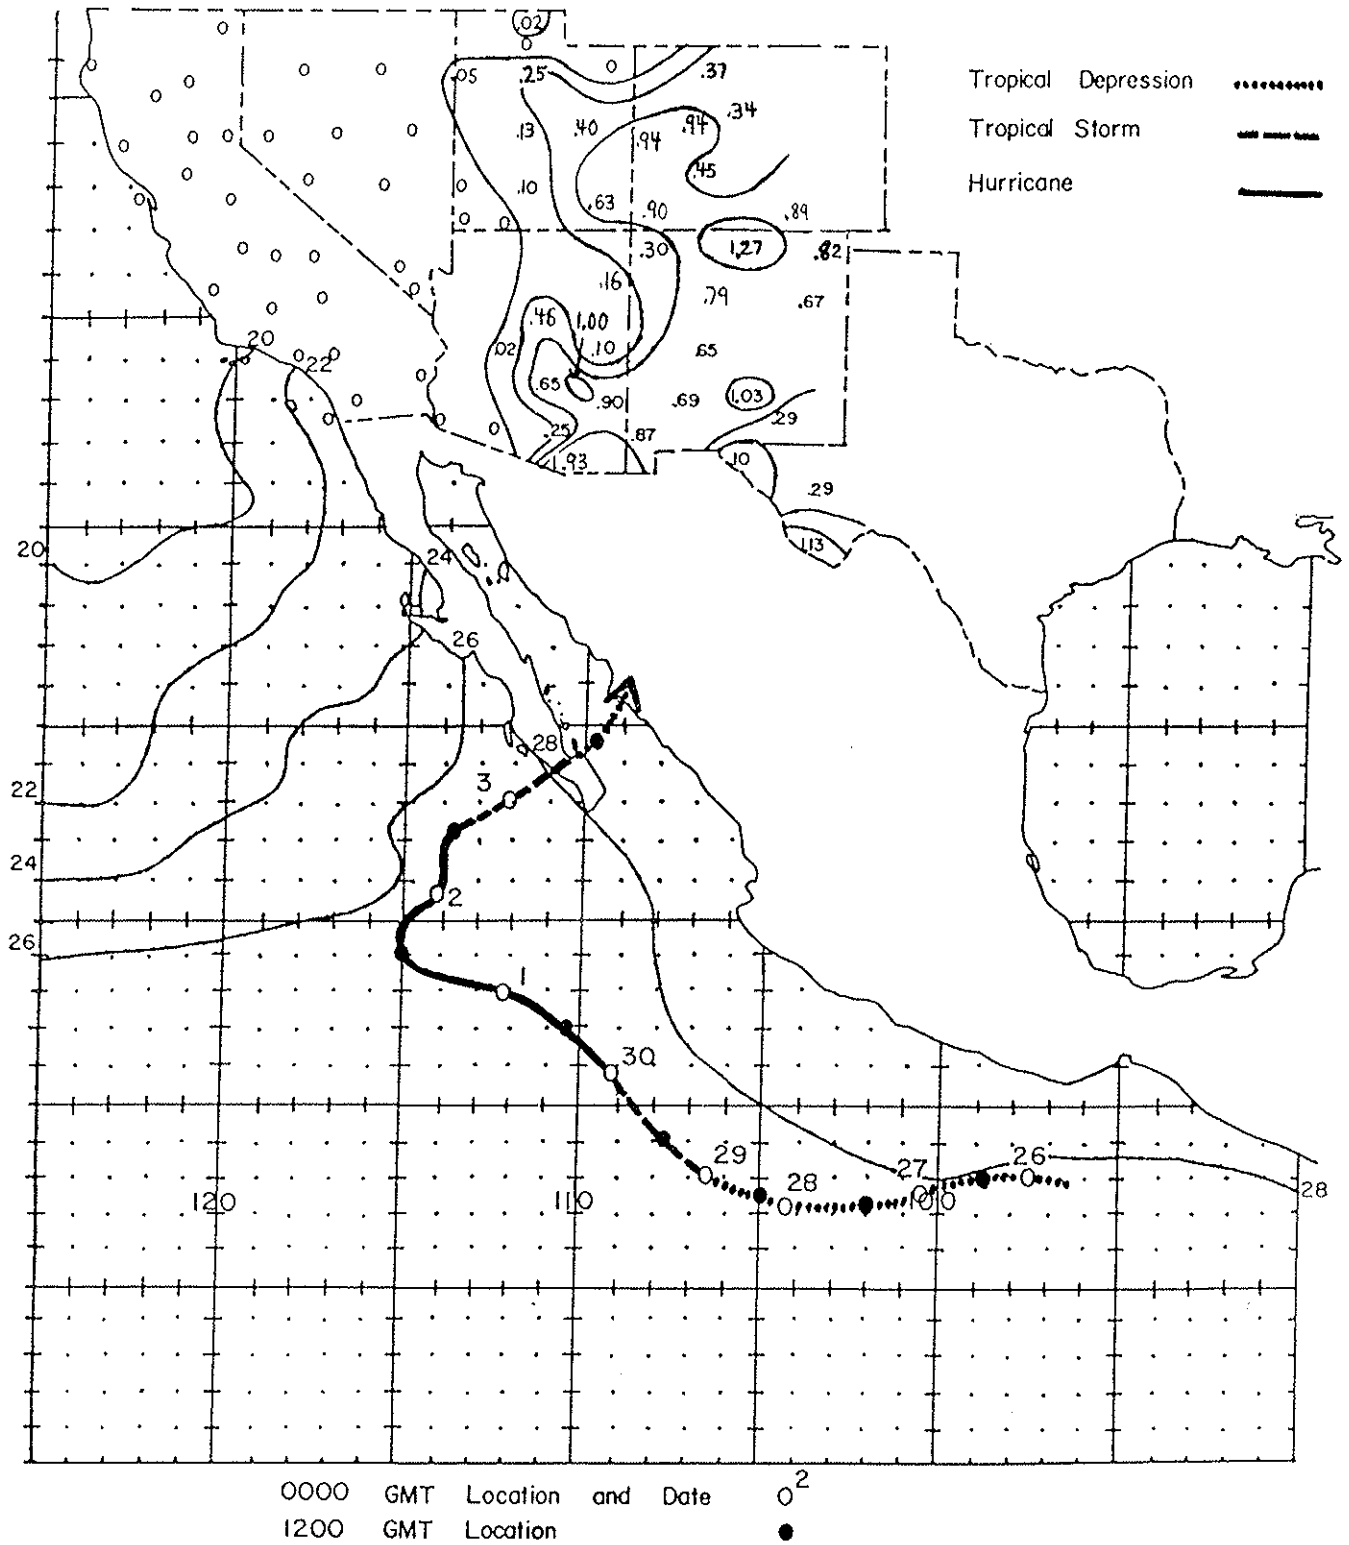 .02
Tropical Depression
.05 .25 .37
.34
Tropical Storm
.13 .40 .94 .94
.45
Hurricane
.10
.63 .90 .89
.30 1.27 .82
.16
.79 .67
.46 1.00
20
.02 .10 .65
22
.65
.90 .69 1.03
.29
.25 .87
1.93 .10
.29
20
1.13
24
26
28
3
22
24
2
26
1
30
29 27 26
28
120 110 100 28
0000 GMT Location and Date 2
1200 GMT Location